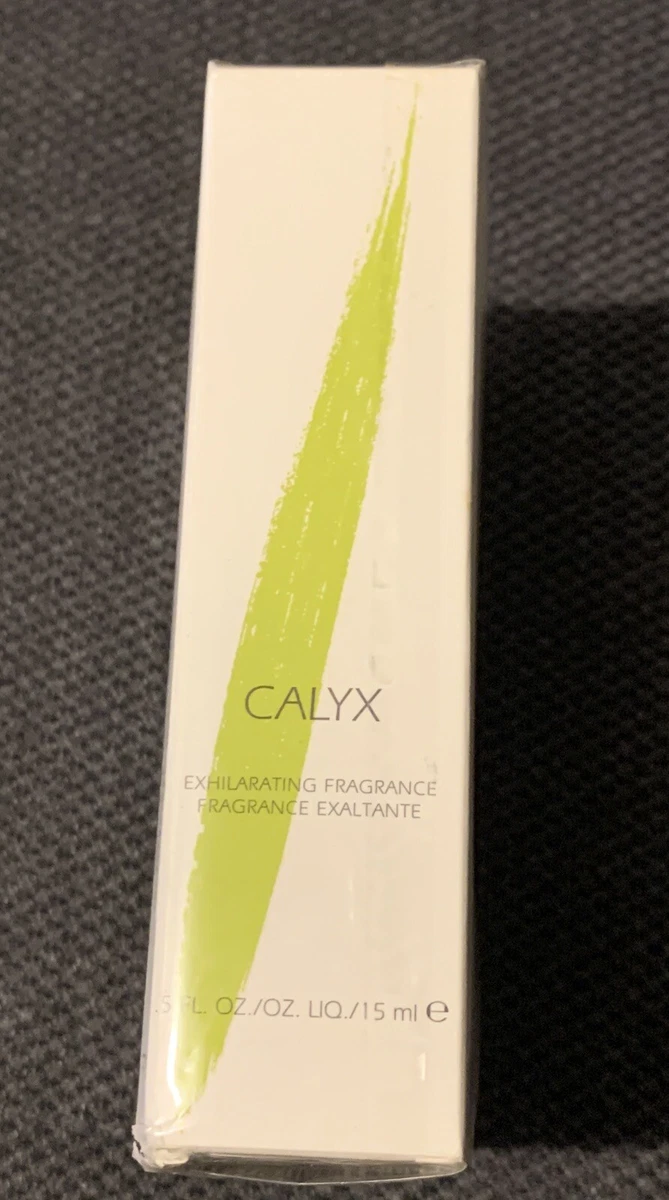 CALYX
EXHILARATING FRAGRANCE
FRAGRANCE EXALTANTE
.5 FL. OZ./OZ. LIQ./15 ml ℮